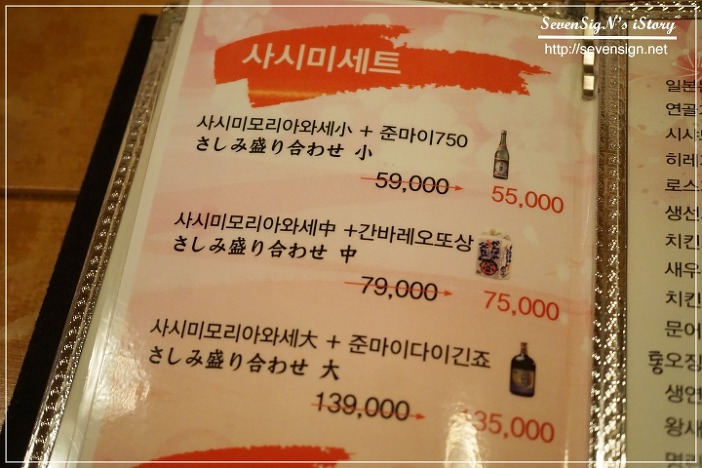 SevenSigN's iStory
http://sevensign.net
사시미세트
사시미모리아와세小 + 준마이750
さしみ盛り合わせ 小
59,000 → 55,000
사시미모리아와세中 +간바레오또상
さしみ盛り合わせ 中
79,000 → 75,000
사시미모리아와세大 + 준마이다이긴죠
さしみ盛り合わせ 大
139,000 → 135,000
일본
연골
시샤모
히레
로스
생선
치킨
새우
치킨
문어
통오징
생연
왕새